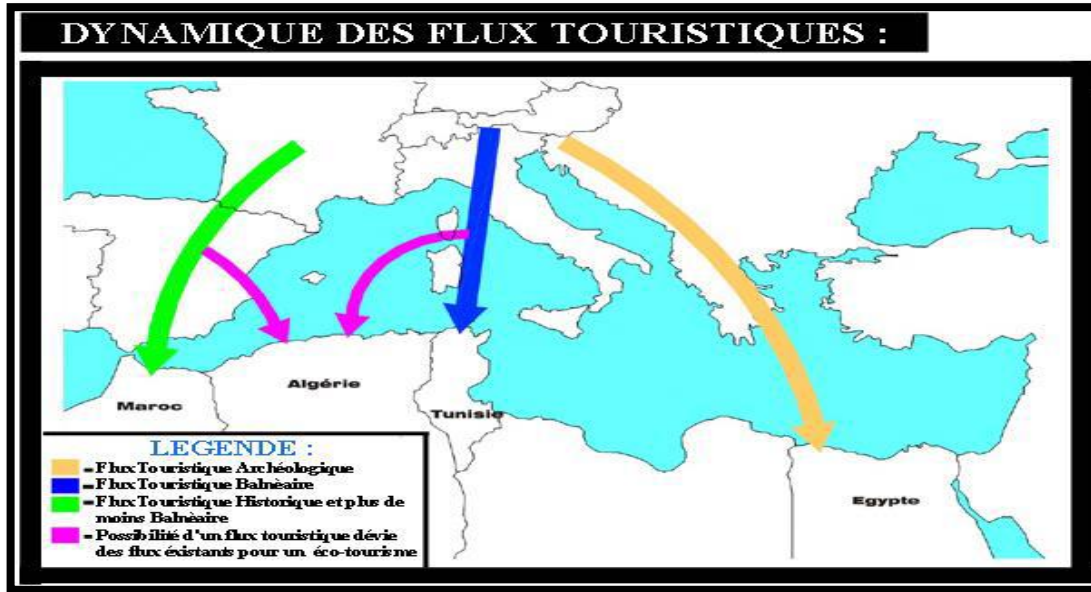 DYNAMIQUE DES FLUX TOURISTIQUES :
Algérie
Maroc
Tunisie
Egypte
LEGENDE :
= Flux Touristique Archéologique
= Flux Touristique Balnèaire
= Flux Touristique Historique et plus de
moins Balnèaire
= Possibilité d'un flux touristique dévie
des flux éxistants pour un éco-tourisme